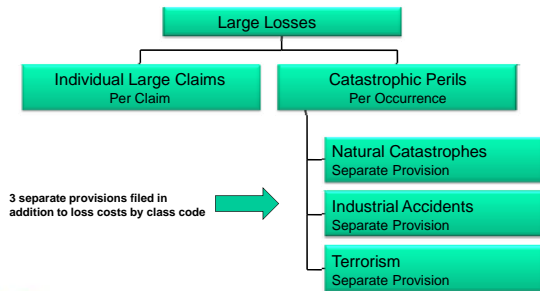 Large Losses
Individual Large Claims
Per Claim
Catastrophic Perils
Per Occurrence
Natural Catastrophes
Separate Provision
3 separate provisions filed in
addition to loss costs by class code
Industrial Accidents
Separate Provision
Terrorism
Separate Provision